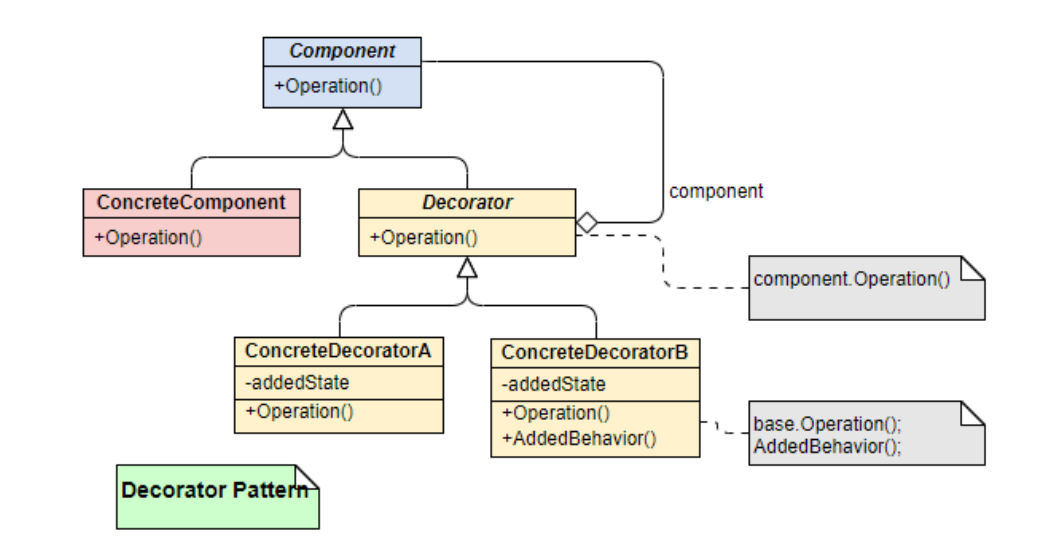 Component
+Operation()
component
ConcreteComponent
+Operation()
Decorator
+Operation()
component.Operation()
ConcreteDecoratorA
-addedState
+Operation()
ConcreteDecoratorB
-addedState
+Operation()
+AddedBehavior()
base.Operation();
AddedBehavior();
Decorator Pattern